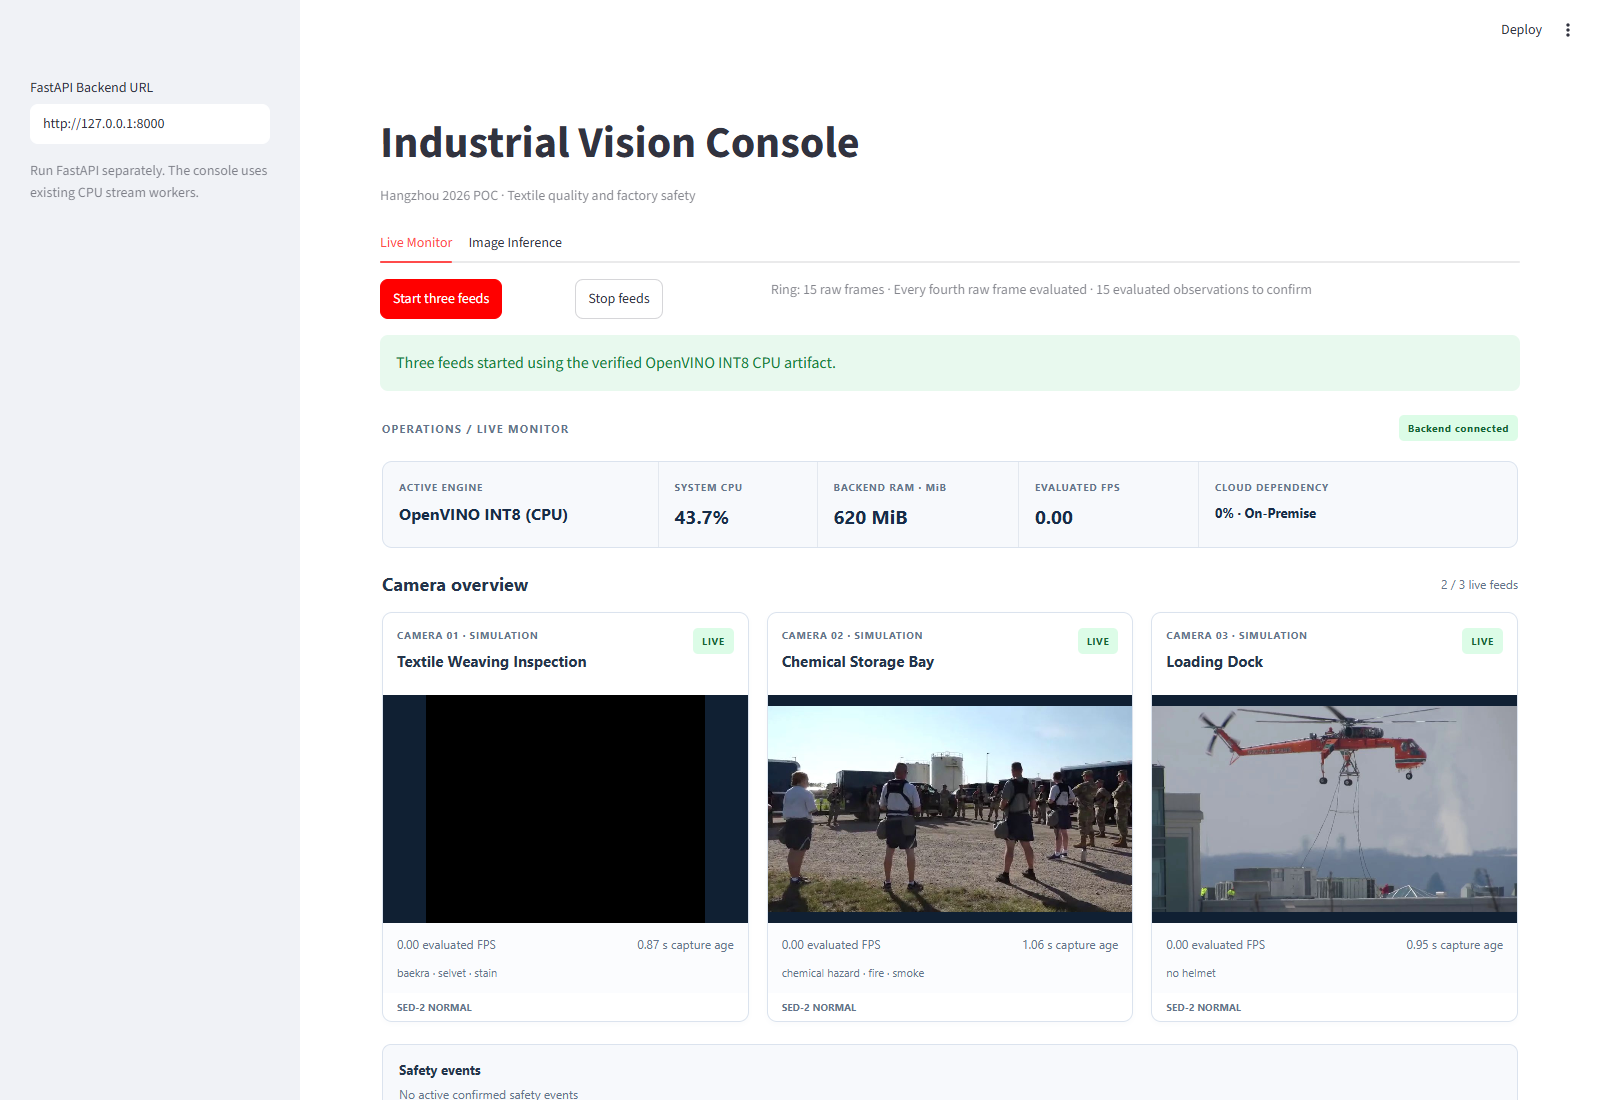 Deploy
FastAPI Backend URL
http://127.0.0.1:8000
Run FastAPI separately. The console uses
existing CPU stream workers.
Industrial Vision Console
Hangzhou 2026 POC · Textile quality and factory safety
Live Monitor
Image Inference
Start three feeds
Stop feeds
Ring: 15 raw frames · Every fourth raw frame evaluated · 15 evaluated observations to confirm
Three feeds started using the verified OpenVINO INT8 CPU artifact.
OPERATIONS / LIVE MONITOR
Backend connected
ACTIVE ENGINE
OpenVINO INT8 (CPU)
SYSTEM CPU
43.7%
BACKEND RAM · MiB
620 MiB
EVALUATED FPS
0.00
CLOUD DEPENDENCY
0% · On-Premise
Camera overview
2 / 3 live feeds
CAMERA 01 · SIMULATION
LIVE
Textile Weaving Inspection
0.87 s capture age
0.00 evaluated FPS
baekra · selvet · stain
SED-2 NORMAL
CAMERA 02 · SIMULATION
LIVE
Chemical Storage Bay
0.00 evaluated FPS
1.06 s capture age
chemical hazard · fire · smoke
SED-2 NORMAL
CAMERA 03 · SIMULATION
LIVE
Loading Dock
0.00 evaluated FPS
0.95 s capture age
no helmet
SED-2 NORMAL
Safety events
No active confirmed safety events